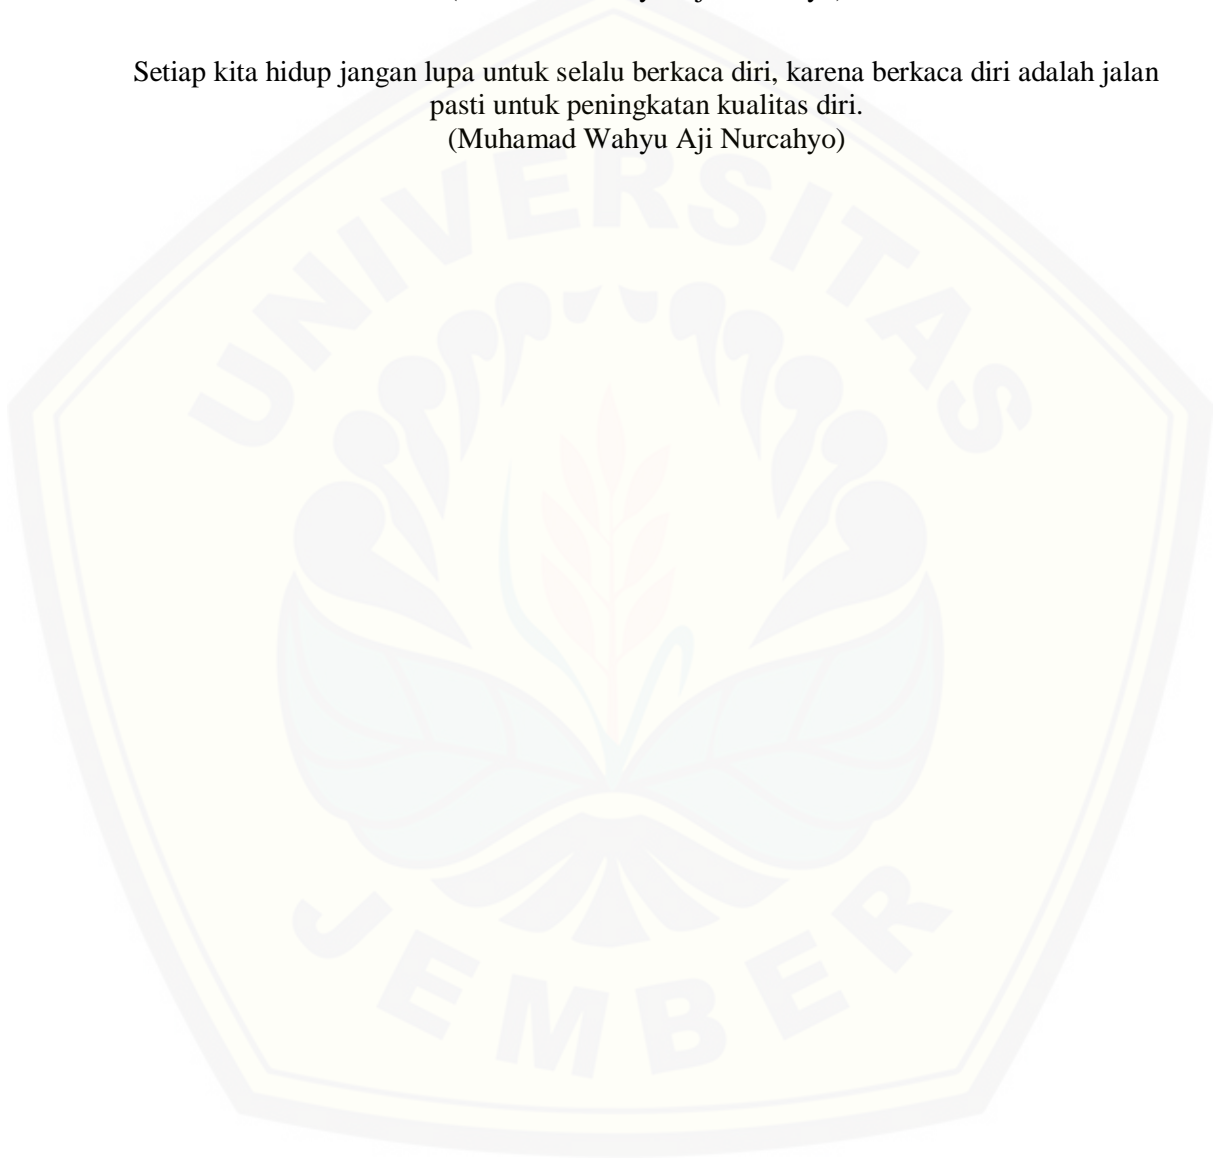 Setiap kita hidup jangan lupa untuk selalu berkaca diri, karena berkaca diri adalah jalan
pasti untuk peningkatan kualitas diri.
(Muhamad Wahyu Aji Nurcahyo)
UNIVERSITAS
JEMBER